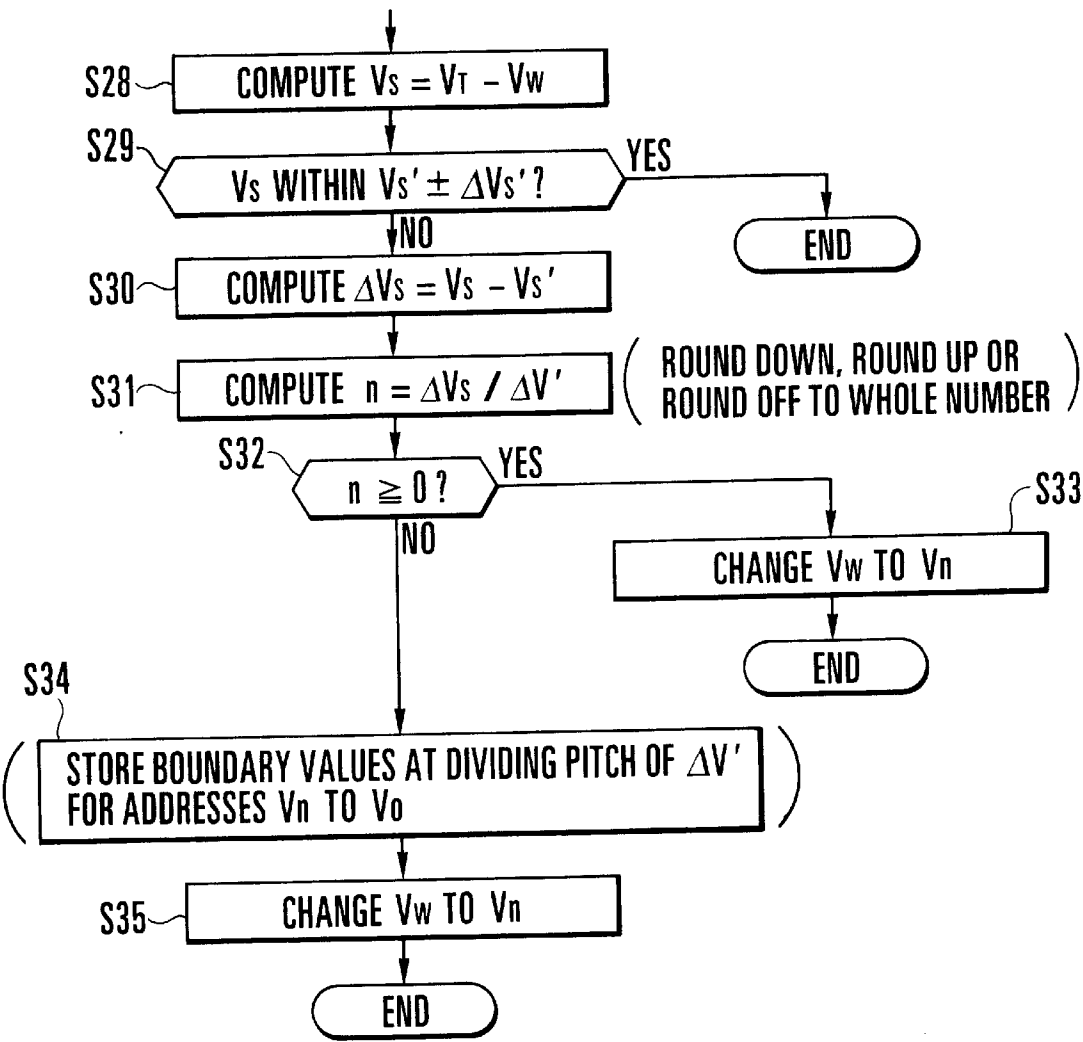 S28
COMPUTE Vs = VT − Vw
S29
Vs WITHIN Vs' ± ΔVs' ?
YES
END
NO
S30
COMPUTE ΔVs = Vs − Vs'
S31
COMPUTE n = ΔVs / ΔV'
ROUND DOWN, ROUND UP OR
ROUND OFF TO WHOLE NUMBER
S32
n ≧ 0 ?
YES
NO
S33
CHANGE Vw TO Vn
END
S34
STORE BOUNDARY VALUES AT DIVIDING PITCH OF ΔV'
FOR ADDRESSES Vn TO Vo
S35
CHANGE Vw TO Vn
END